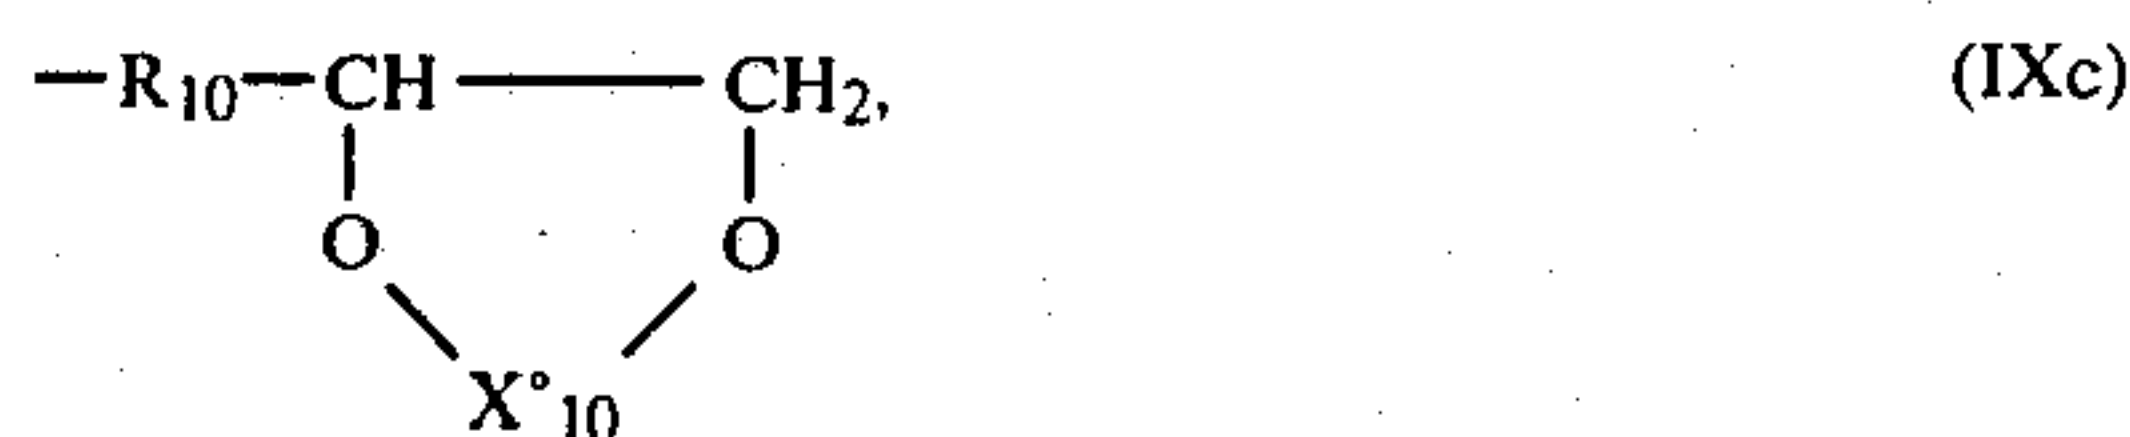 —R10—CH——CH2, (IXc)
O O
X°10